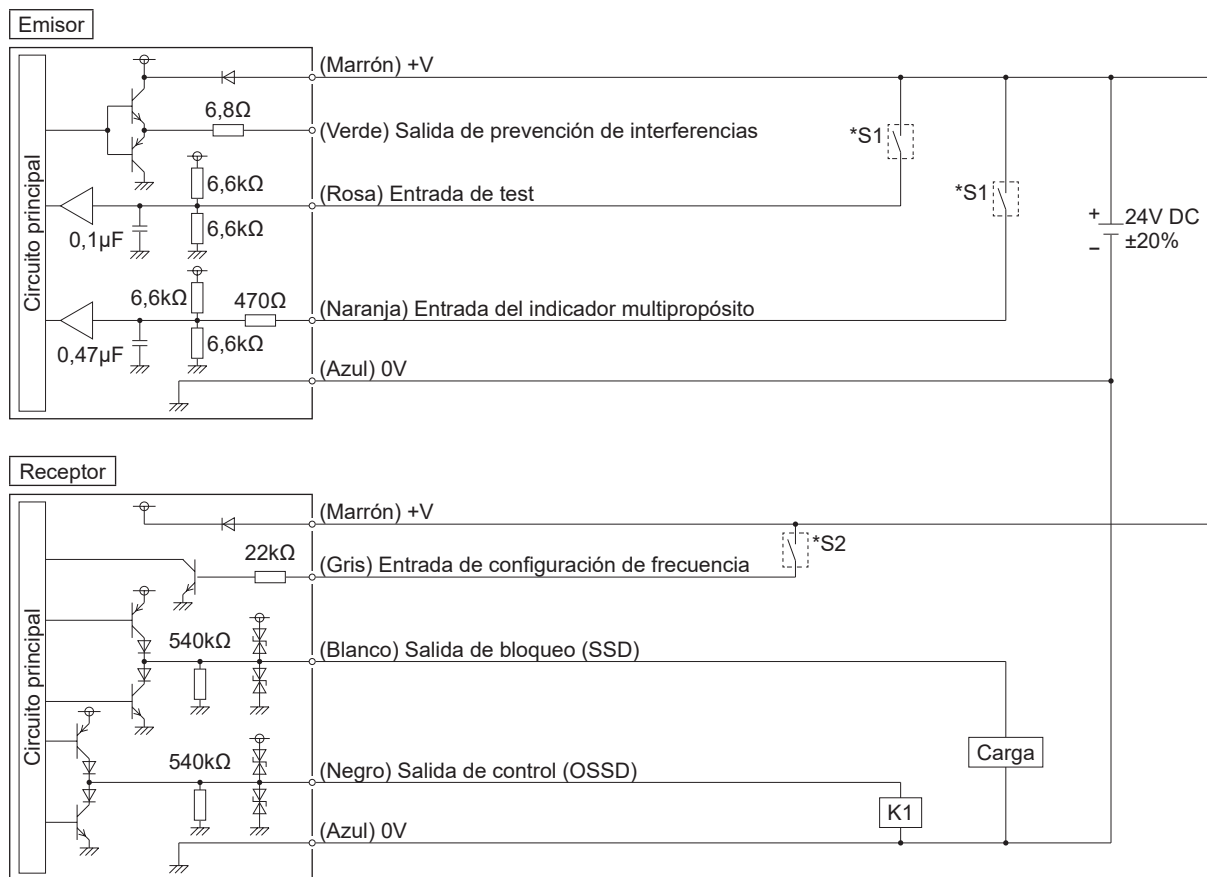 Emisor
(Marrón) +V
6,8Ω
(Verde) Salida de prevención de interferencias
*S1
6,6kΩ
(Rosa) Entrada de test
*S1
6,6kΩ
0,1µF
+
24V DC
−
±20%
Circuito principal
6,6kΩ
470Ω
(Naranja) Entrada del indicador multipropósito
6,6kΩ
0,47µF
(Azul) 0V
Receptor
(Marrón) +V
*S2
22kΩ
(Gris) Entrada de configuración de frecuencia
540kΩ
(Blanco) Salida de bloqueo (SSD)
Circuito principal
Carga
540kΩ
(Negro) Salida de control (OSSD)
K1
(Azul) 0V